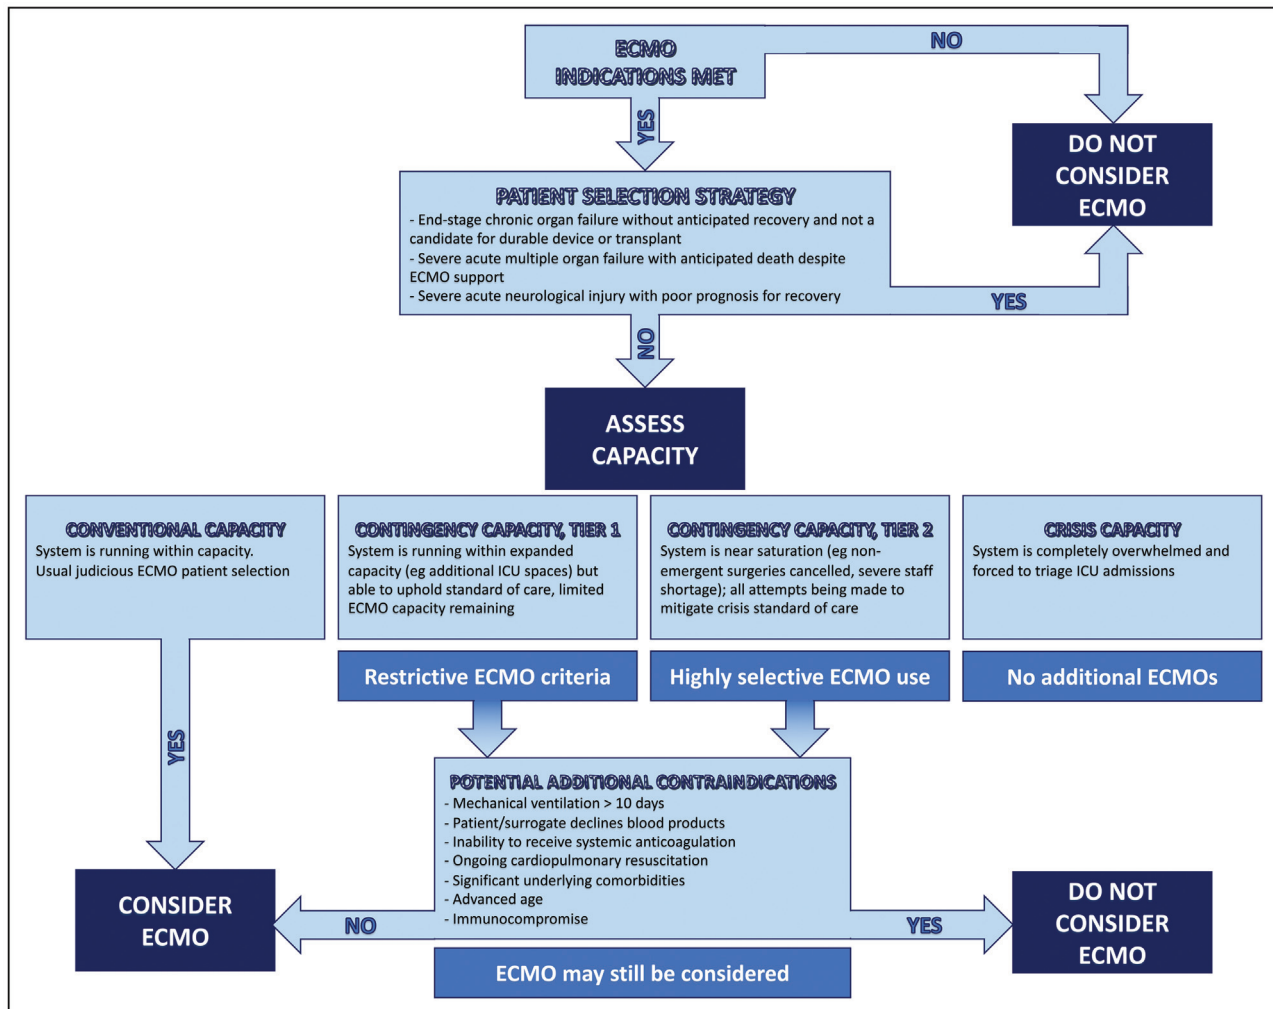 ECMO
INDICATIONS MET
NO
YES
DO NOT
CONSIDER
ECMO
PATIENT SELECTION STRATEGY
- End-stage chronic organ failure without anticipated recovery and not a
candidate for durable device or transplant
- Severe acute multiple organ failure with anticipated death despite
ECMO support
- Severe acute neurological injury with poor prognosis for recovery
YES
NO
ASSESS
CAPACITY
CONVENTIONAL CAPACITY
System is running within capacity.
Usual judicious ECMO patient selection
CONTINGENCY CAPACITY, TIER 1
System is running within expanded
capacity (eg additional ICU spaces) but
able to uphold standard of care, limited
ECMO capacity remaining
CONTINGENCY CAPACITY, TIER 2
System is near saturation (eg non-
emergent surgeries cancelled, severe staff
shortage); all attempts being made to
mitigate crisis standard of care
CRISIS CAPACITY
System is completely overwhelmed and
forced to triage ICU admissions
Restrictive ECMO criteria
Highly selective ECMO use
No additional ECMOs
YES
POTENTIAL ADDITIONAL CONTRAINDICATIONS
- Mechanical ventilation > 10 days
- Patient/surrogate declines blood products
- Inability to receive systemic anticoagulation
- Ongoing cardiopulmonary resuscitation
- Significant underlying comorbidities
- Advanced age
- Immunocompromise
CONSIDER
ECMO
NO
YES
DO NOT
CONSIDER
ECMO
ECMO may still be considered